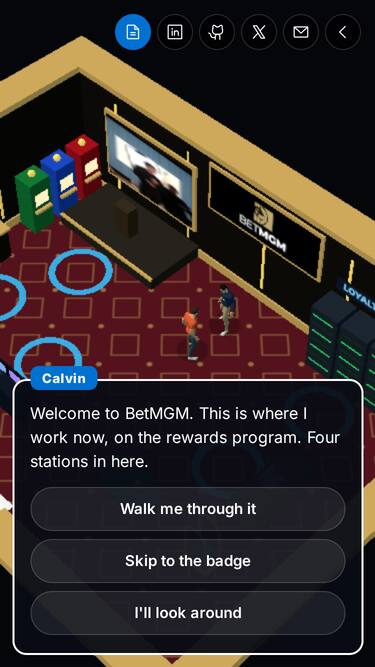 BETMGM
LOYAL
Calvin
Welcome to BetMGM. This is where I
work now, on the rewards program. Four
stations in here.
Walk me through it
Skip to the badge
I'll look around